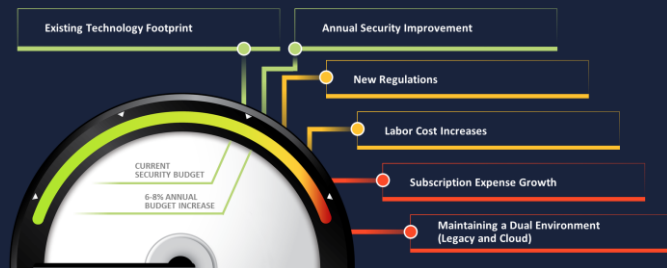 Existing Technology Footprint
Annual Security Improvement
New Regulations
Labor Cost Increases
CURRENT
SECURITY BUDGET
6-8% ANNUAL
BUDGET INCREASE
Subscription Expense Growth
Maintaining a Dual Environment
(Legacy and Cloud)